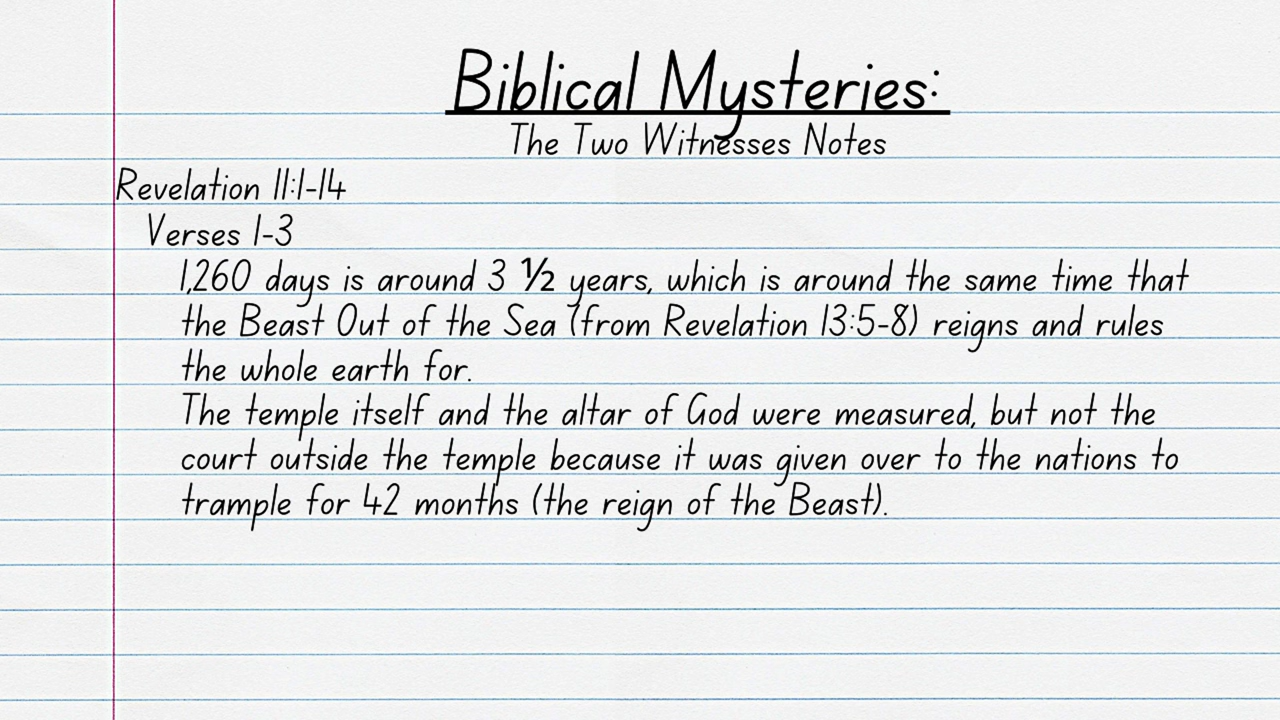 Biblical Mysteries:
The Two Witnesses Notes
Revelation 11:1-14
Verses 1-3
1,260 days is around 3 ½ years, which is around the same time that
the Beast Out of the Sea (from Revelation 13:5-8) reigns and rules
the whole earth for.
The temple itself and the altar of God were measured, but not the
court outside the temple because it was given over to the nations to
trample for 42 months (the reign of the Beast).